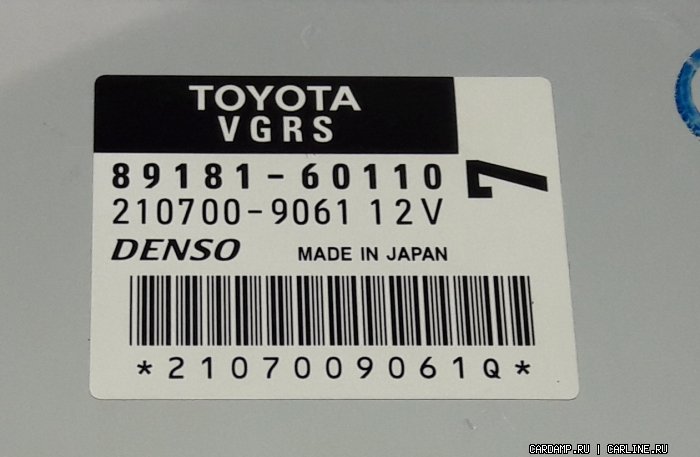 TOYOTA
VGRS
89181-60110
7
210700-9061 12V
DENSO MADE IN JAPAN
*2107009061Q*
CARDAMP.RU | CARLINE.RU